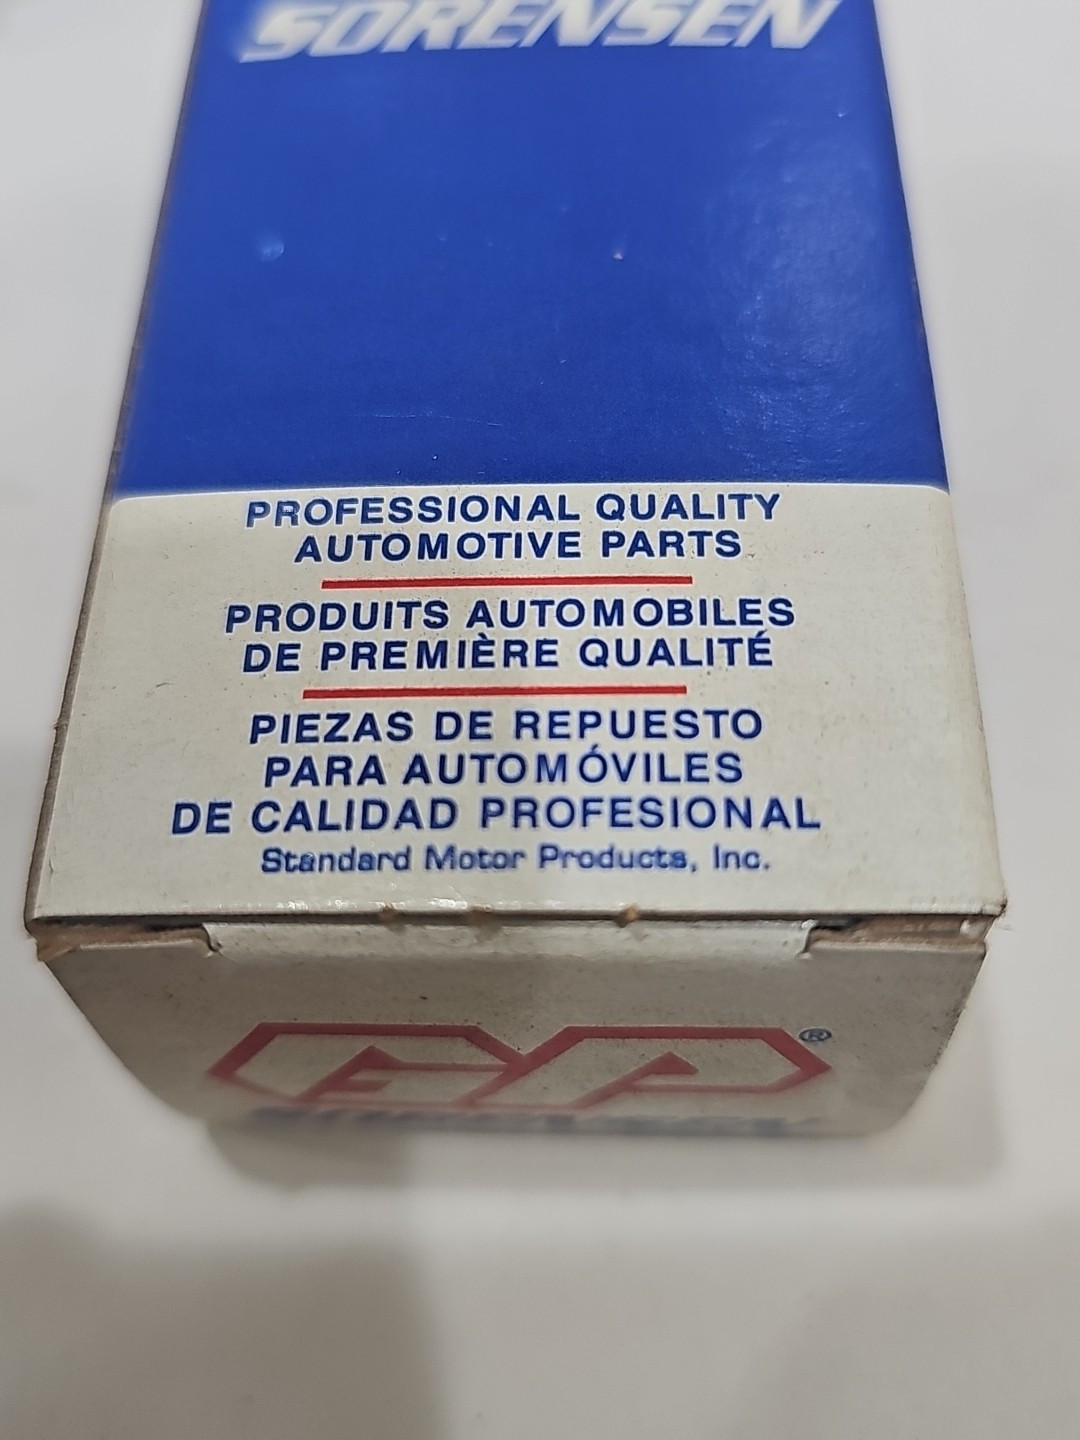 SORENSEN
PROFESSIONAL QUALITY
AUTOMOTIVE PARTS
PRODUITS AUTOMOBILES
DE PREMIÈRE QUALITÉ
PIEZAS DE REPUESTO
PARA AUTOMÓVILES
DE CALIDAD PROFESIONAL
Standard Motor Products, Inc.
GP®